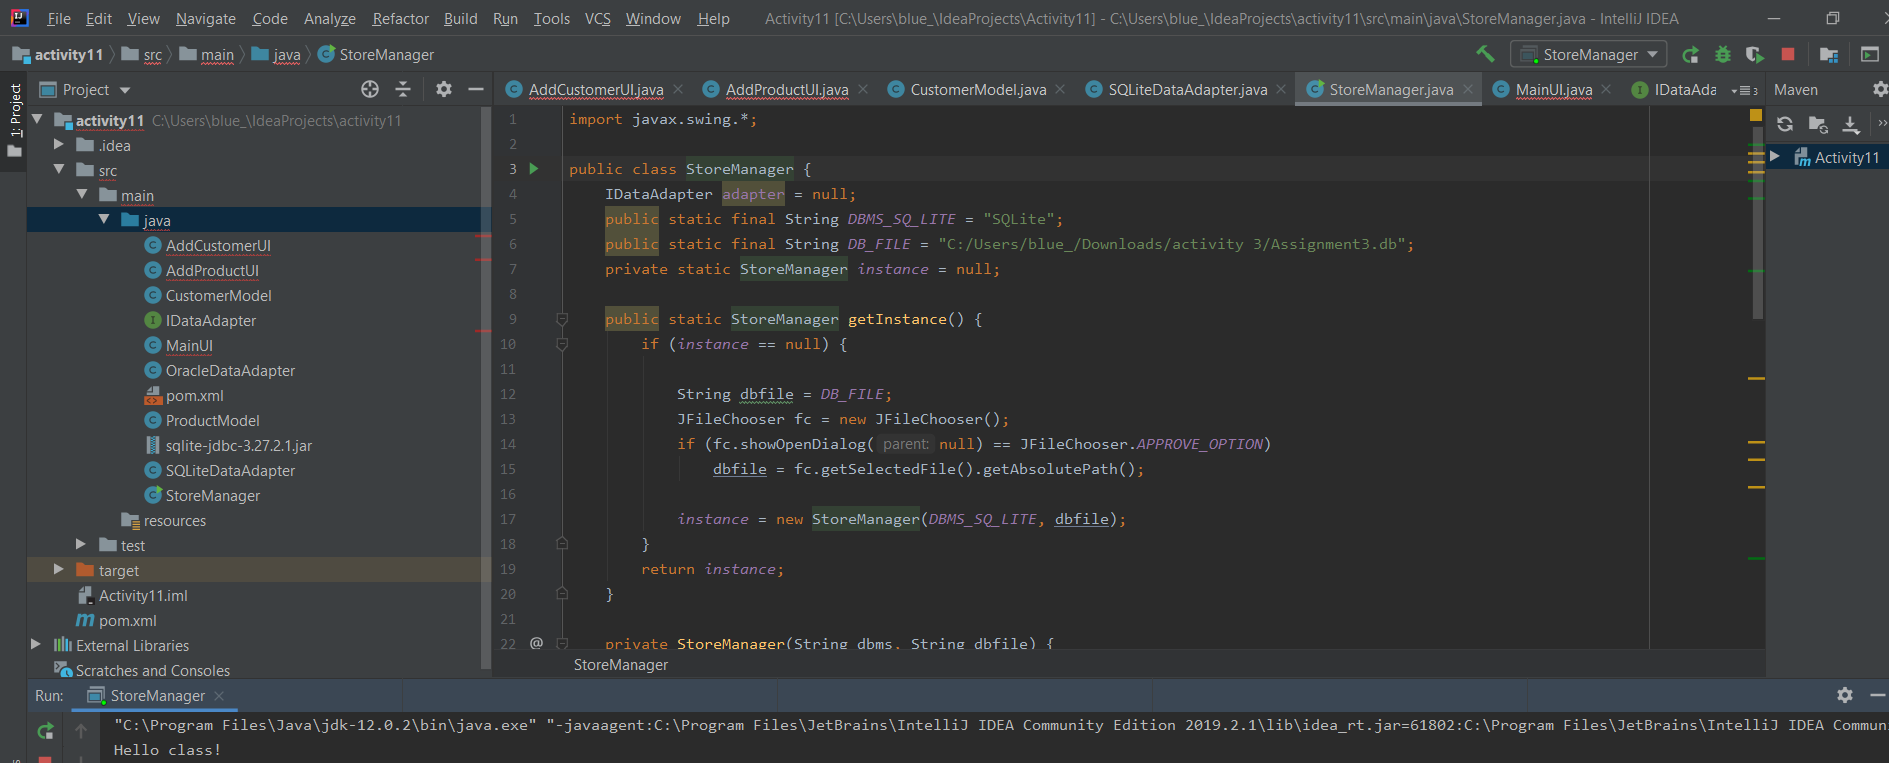 File Edit View Navigate Code Analyze Refactor Build Run Tools VCS Window Help Activity11 [C:\Users\blue_\IdeaProjects\Activity11] - C:\Users\blue_\IdeaProjects\activity11\src\main\java\StoreManager.java - IntelliJ IDEA
activity11 src main java StoreManager StoreManager
1: Project
Project AddCustomerUI.java AddProductUI.java CustomerModel.java SQLiteDataAdapter.java StoreManager.java MainUI.java IDataAda 3 Maven
activity11 C:\Users\blue_\IdeaProjects\activity11
.idea
src
main
java
AddCustomerUI
AddProductUI
CustomerModel
IDataAdapter
MainUI
OracleDataAdapter
pom.xml
ProductModel
sqlite-jdbc-3.27.2.1.jar
SQLiteDataAdapter
StoreManager
resources
test
target
Activity11.iml
pom.xml
External Libraries
Scratches and Consoles
1 import javax.swing.*;
2
3 public class StoreManager {
4 IDataAdapter adapter = null;
5 public static final String DBMS_SQ_LITE = "SQLite";
6 public static final String DB_FILE = "C:/Users/blue_/Downloads/activity 3/Assignment3.db";
7 private static StoreManager instance = null;
8
9 public static StoreManager getInstance() {
10 if (instance == null) {
11
12 String dbfile = DB_FILE;
13 JFileChooser fc = new JFileChooser();
14 if (fc.showOpenDialog( parent: null) == JFileChooser.APPROVE_OPTION)
15 dbfile = fc.getSelectedFile().getAbsolutePath();
16
17 instance = new StoreManager(DBMS_SQ_LITE, dbfile);
18 }
19 return instance;
20 }
21
22 @ private StoreManager(String dbms, String dbfile) {
StoreManager
Activity11
Run: StoreManager
"C:\Program Files\Java\jdk-12.0.2\bin\java.exe" "-javaagent:C:\Program Files\JetBrains\IntelliJ IDEA Community Edition 2019.2.1\lib\idea_rt.jar=61802:C:\Program Files\JetBrains\IntelliJ IDEA Commun
Hello class!